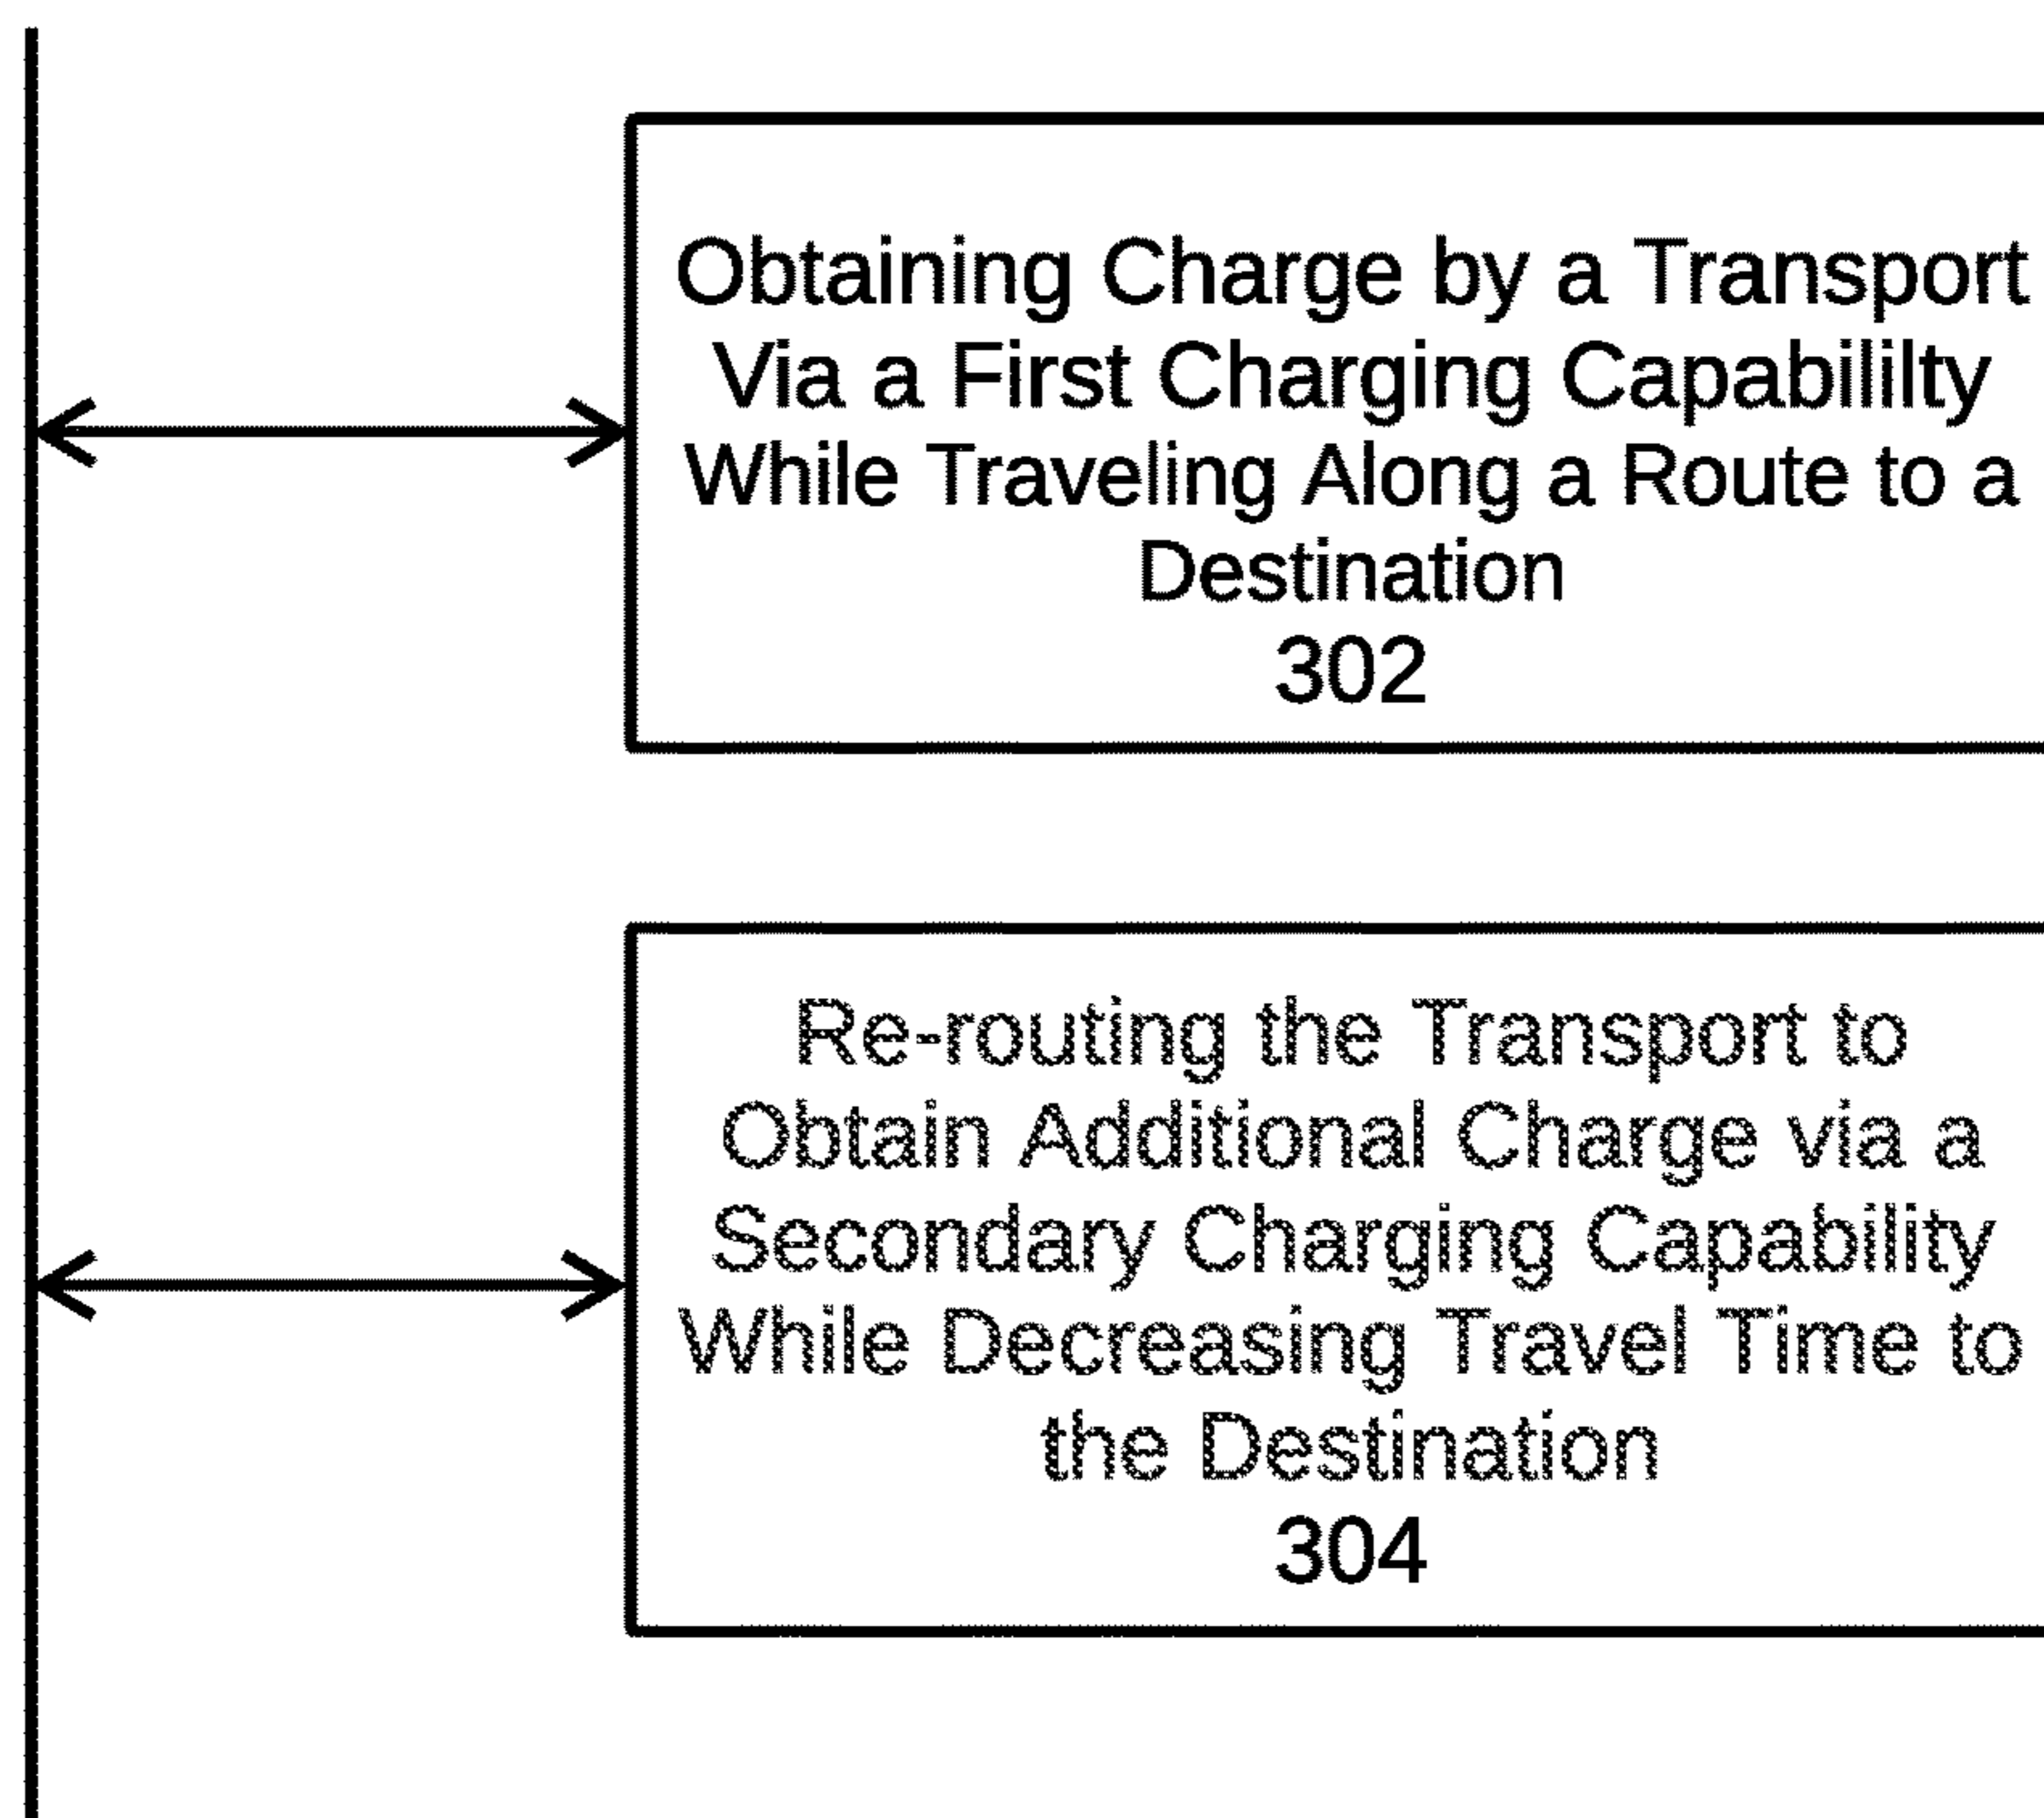 Obtaining Charge by a Transport
Via a First Charging Capabililty
While Traveling Along a Route to a
Destination
302
Re-routing the Transport to
Obtain Additional Charge via a
Secondary Charging Capability
While Decreasing Travel Time to
the Destination
304